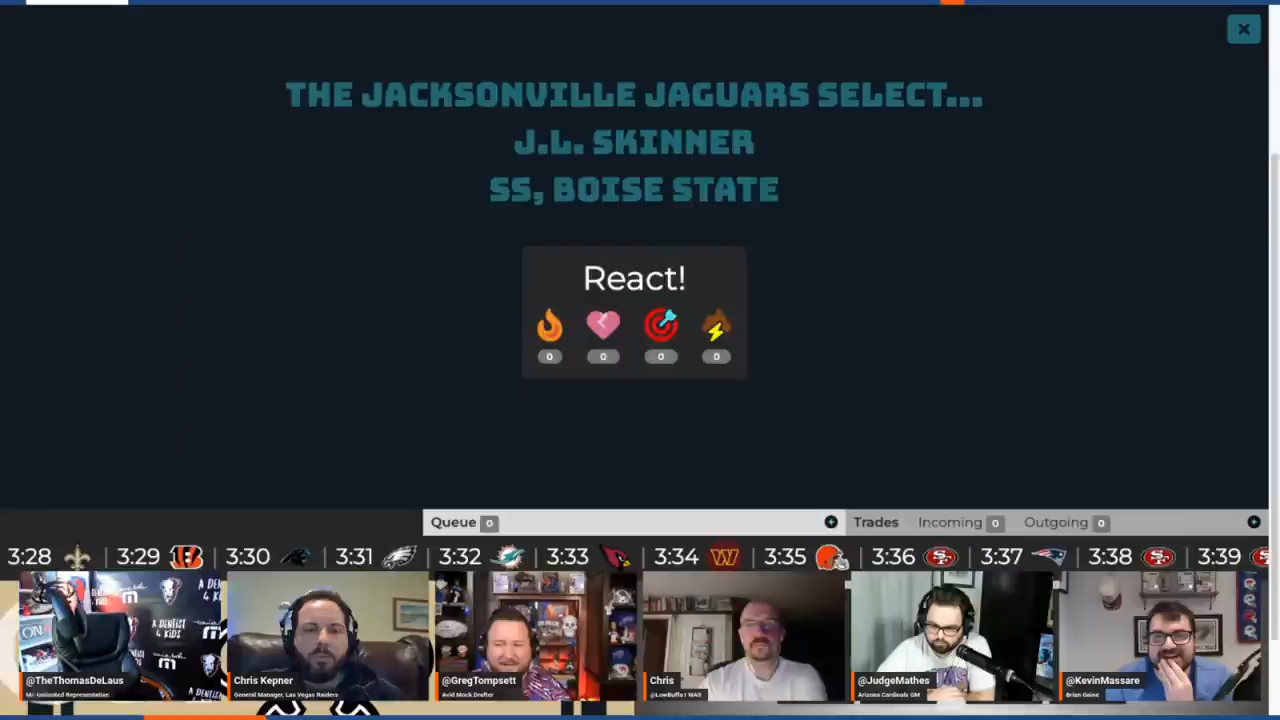 THE JACKSONVILLE JAGUARS SELECT...
J.L. SKINNER
SS, BOISE STATE
React!
0 0 0 0
Queue 0 Trades Incoming 0 Outgoing 0
3:28 3:29 3:30 3:31 3:32 3:33 3:34 3:35 3:36 3:37 3:38 3:39
@TheThomasDeLaus Chris Kepner @GregTompsett Chris @JudgeMathes @KevinMassare
General Manager, Las Vegas Raiders Avid Mock Drafter Arizona Cardinals GM Brian Gaine